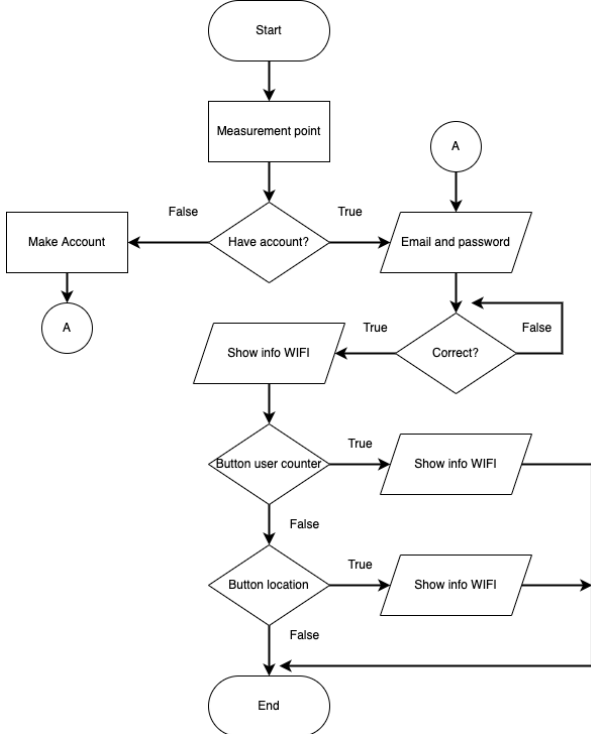 Start
Measurement point
A
False
True
Make Account
Have account?
Email and password
A
True
False
Show info WIFI
Correct?
True
Button user counter
Show info WIFI
False
True
Button location
Show info WIFI
False
End